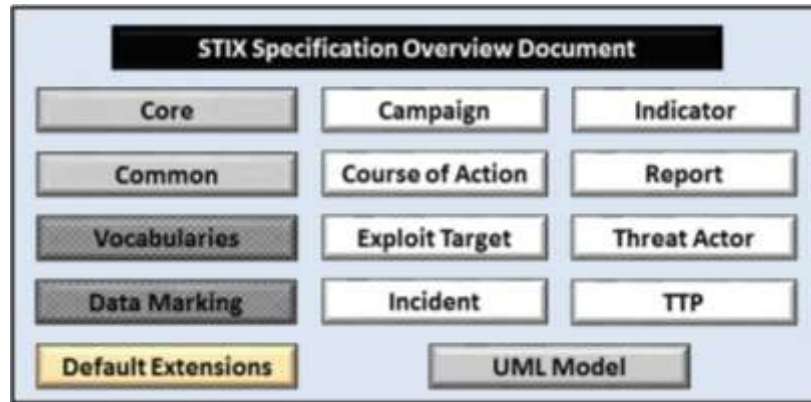 STIX Specification Overview Document
Core
Campaign
Indicator
Common
Course of Action
Report
Vocabularies
Exploit Target
Threat Actor
Data Marking
Incident
TTP
Default Extensions
UML Model